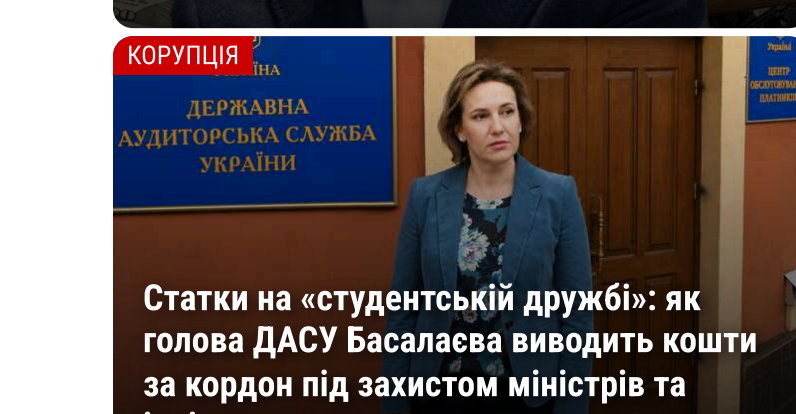 КОРУПЦІЯ
ДЕРЖАВНА
АУДИТОРСЬКА СЛУЖБА
УКРАЇНИ
України
ЦЕНТР
Статки на «студентській дружбі»: як
голова ДАСУ Басалаєва виводить кошти
за кордон під захистом міністрів та